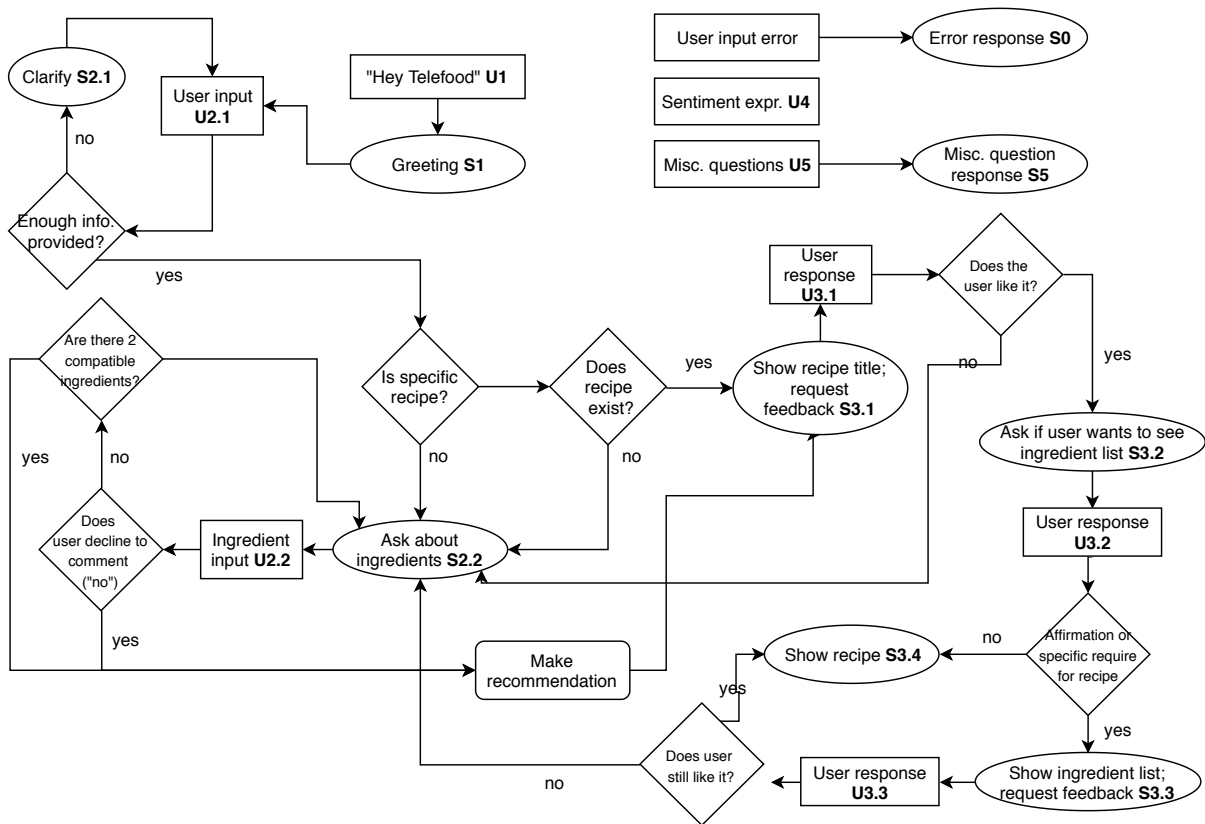 Clarify S2.1
User input
U2.1
"Hey Telefood" U1
Greeting S1
no
Enough info.
provided?
yes
User input error
Error response S0
Sentiment expr. U4
Misc. questions U5
Misc. question
response S5
User
response
U3.1
Does the
user like it?
Are there 2
compatible
ingredients?
Is specific
recipe?
Does
recipe
exist?
yes
Show recipe title;
request
feedback S3.1
no
yes
yes
no
no
no
Ask if user wants to see
ingredient list S3.2
User response
U3.2
Does
user decline to
comment
("no")
Ingredient
input U2.2
Ask about
ingredients S2.2
yes
Make
recommendation
Show recipe S3.4
no
Affirmation or
specific require
for recipe
yes
yes
Does user
still like it?
no
User response
U3.3
Show ingredient list;
request feedback S3.3